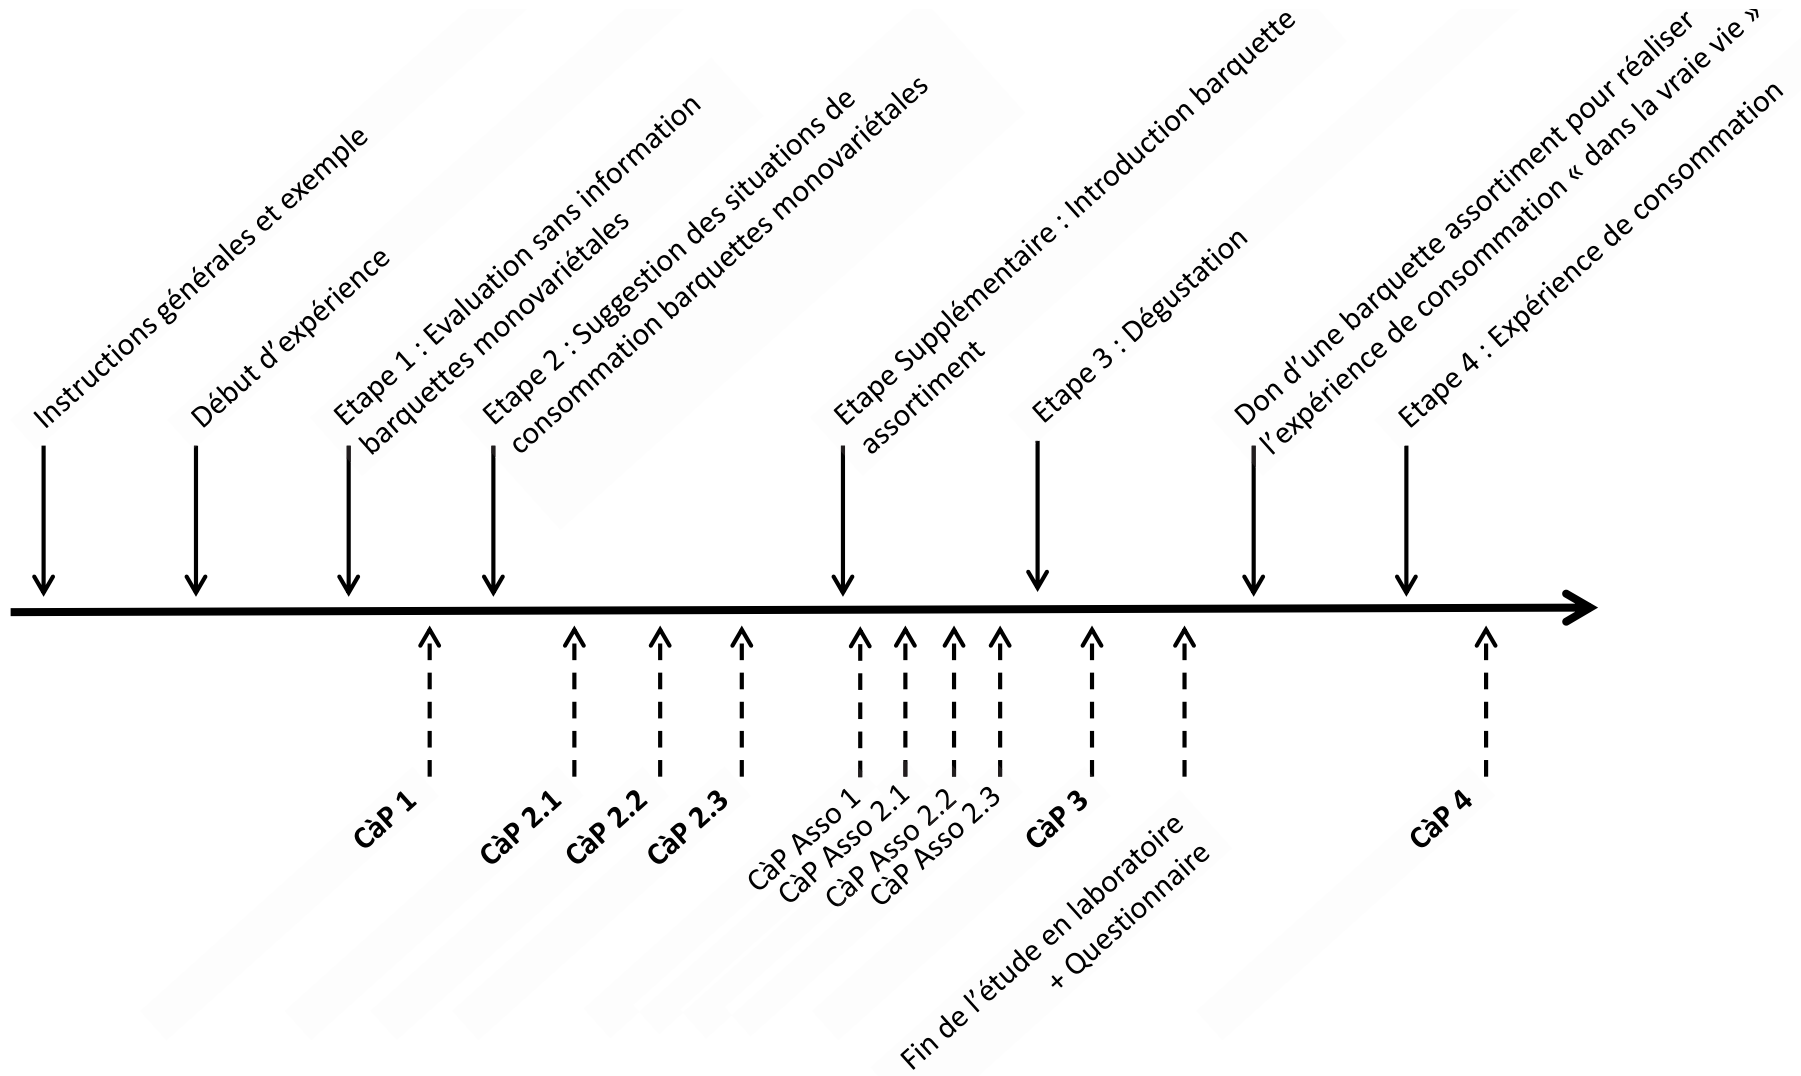 Instructions générales et exemple
Début d’expérience
Etape 1 : Evaluation sans information
barquettes monovariétales
Etape 2 : Suggestion des situations de
consommation barquettes monovariétales
Etape Supplémentaire : Introduction barquette
assortiment
Etape 3 : Dégustation
Don d’une barquette assortiment pour réaliser
l’expérience de consommation « dans la vraie vie »
Etape 4 : Expérience de consommation
CàP 1
CàP 2.1
CàP 2.2
CàP 2.3
CàP Asso 1
CàP Asso 2.1
CàP Asso 2.2
CàP Asso 2.3
CàP 3
Fin de l’étude en laboratoire
+ Questionnaire
CàP 4